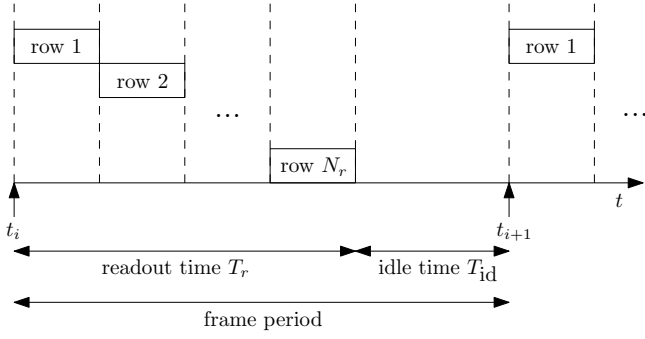 row 1 row 1
row 2
... ...
row N_r
t
t_i t_{i+1}
readout time T_r idle time T_id
frame period